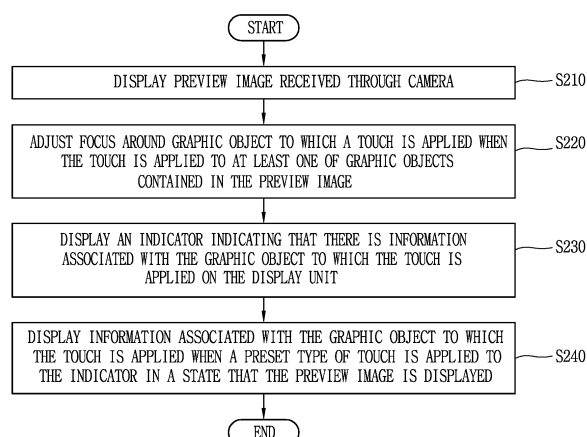 START
DISPLAY PREVIEW IMAGE RECEIVED THROUGH CAMERA
S210
ADJUST FOCUS AROUND GRAPHIC OBJECT TO WHICH A TOUCH IS APPLIED WHEN
THE TOUCH IS APPLIED TO AT LEAST ONE OF GRAPHIC OBJECTS
CONTAINED IN THE PREVIEW IMAGE
S220
DISPLAY AN INDICATOR INDICATING THAT THERE IS INFORMATION
ASSOCIATED WITH THE GRAPHIC OBJECT TO WHICH THE TOUCH IS
APPLIED ON THE DISPLAY UNIT
S230
DISPLAY INFORMATION ASSOCIATED WITH THE GRAPHIC OBJECT TO WHICH
THE TOUCH IS APPLIED WHEN A PRESET TYPE OF TOUCH IS APPLIED TO
THE INDICATOR IN A STATE THAT THE PREVIEW IMAGE IS DISPLAYED
S240
END